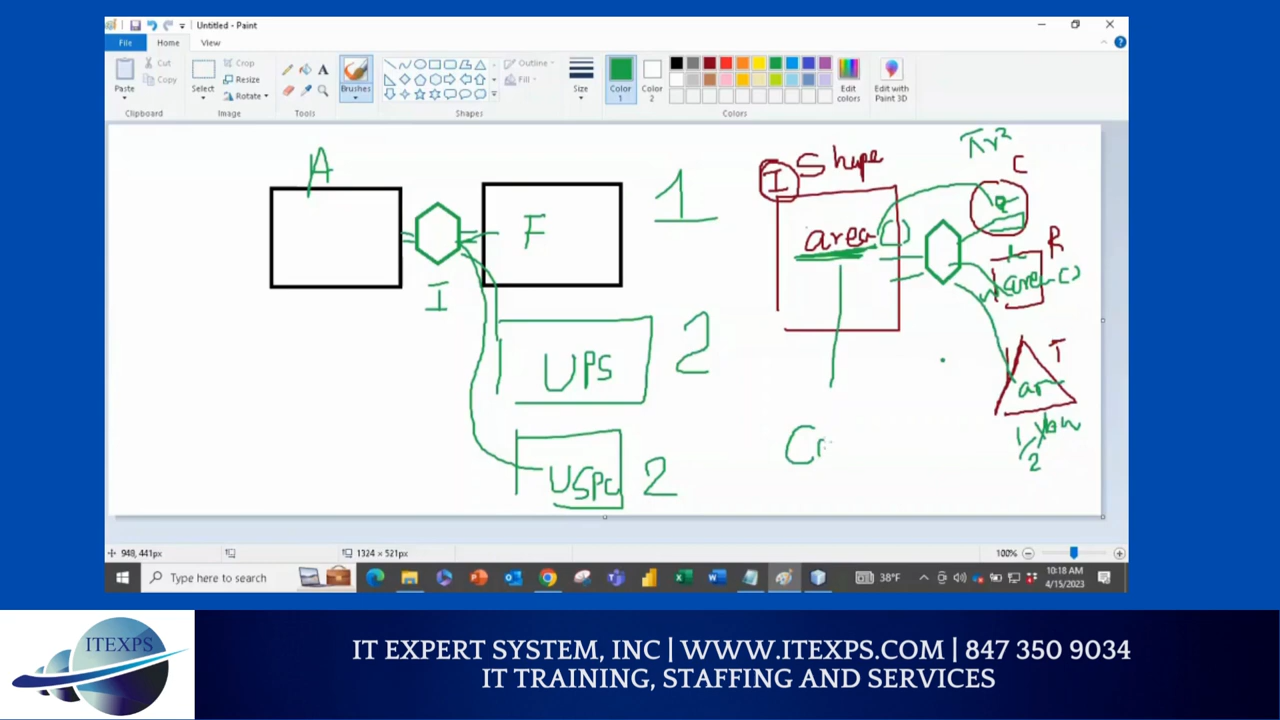 Untitled - Paint
File Home View
Paste
Cut
Copy
Clipboard
Select
Crop
Resize
Rotate
Image
Tools
Brushes
Outline
Fill
Shapes
Size
Color 1
Color 2
Edit colors
Edit with Paint 3D
Colors
A
F
I
1
UPS
2
2
I
Shape
area()
πr²
C
R
area()
T
ar
1/2
948, 441px
1324 × 521px
100%
Type here to search
38°F
10:18 AM
4/15/2023
ITEXPS
IT EXPERT SYSTEM, INC | WWW.ITEXPS.COM | 847 350 9034
IT TRAINING, STAFFING AND SERVICES